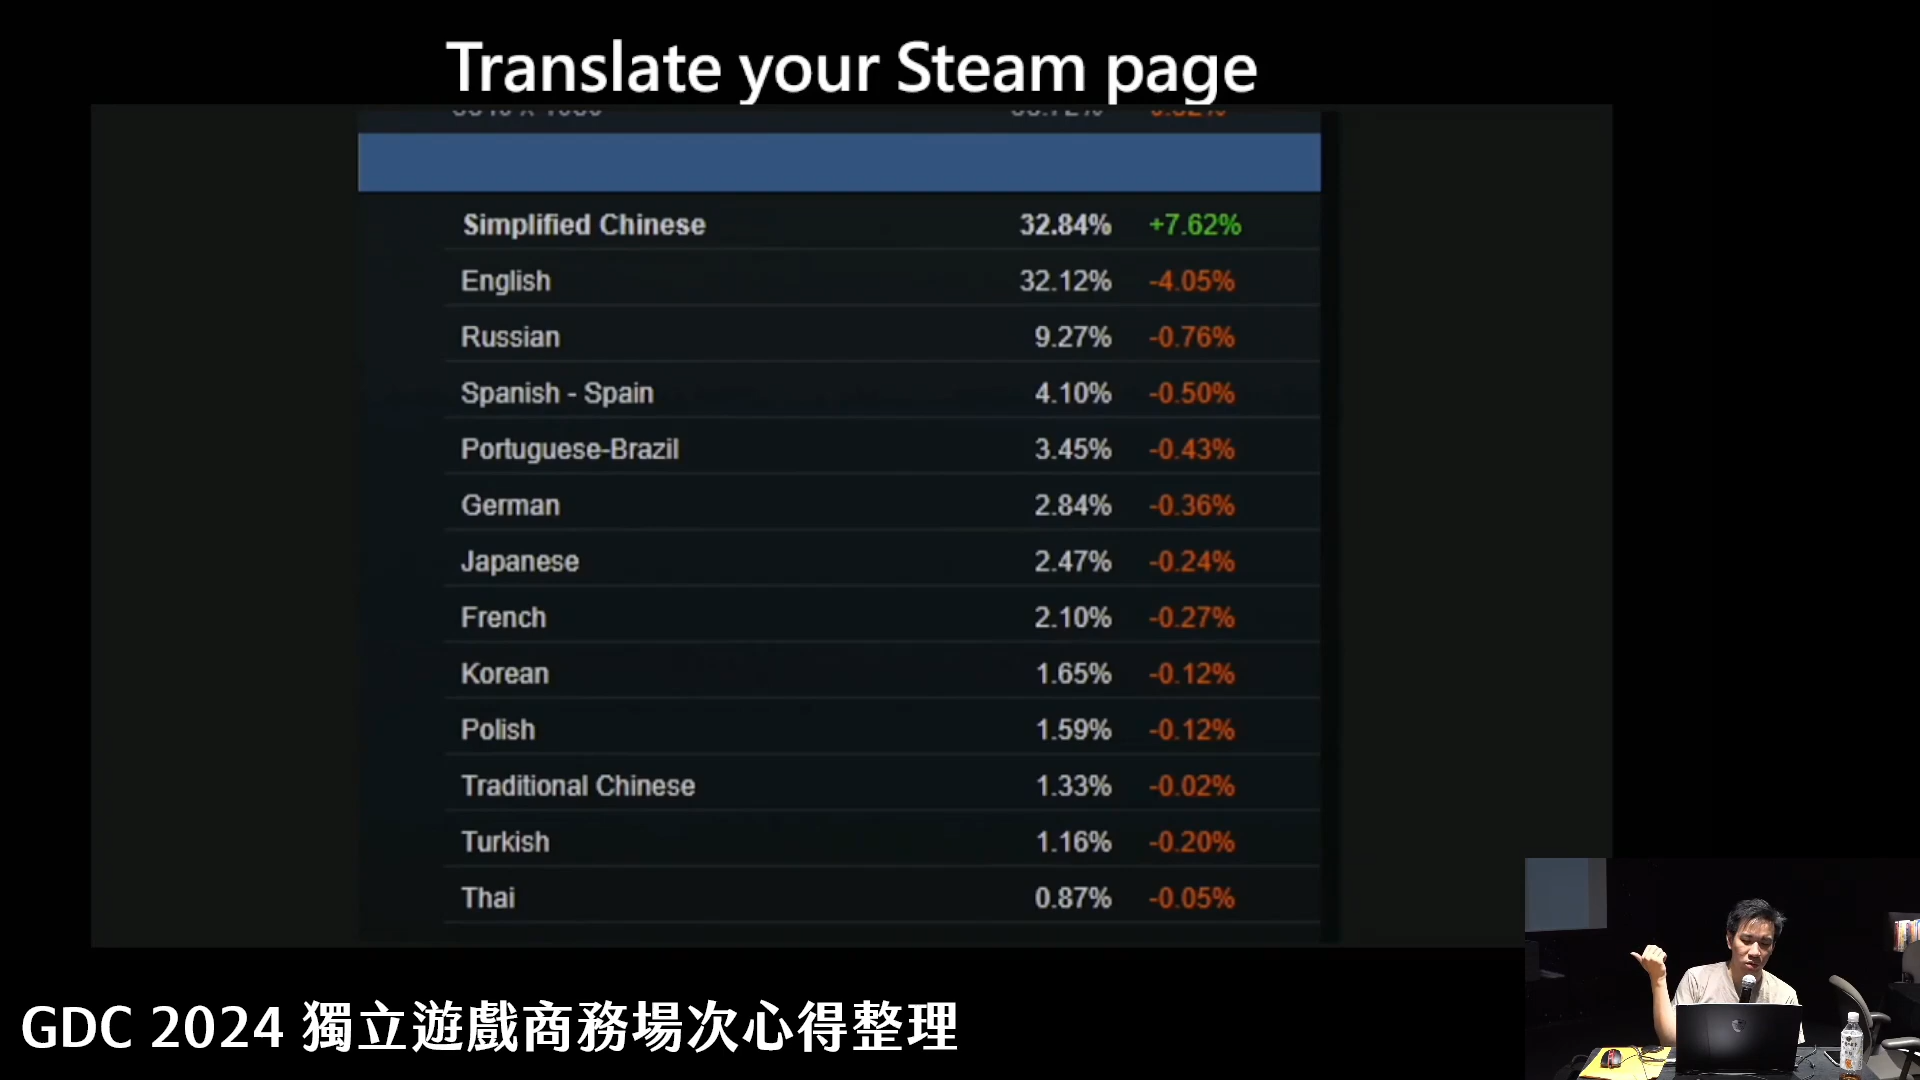 Translate your Steam page
Simplified Chinese 32.84% +7.62%
English 32.12% -4.05%
Russian 9.27% -0.76%
Spanish - Spain 4.10% -0.50%
Portuguese-Brazil 3.45% -0.43%
German 2.84% -0.36%
Japanese 2.47% -0.24%
French 2.10% -0.27%
Korean 1.65% -0.12%
Polish 1.59% -0.12%
Traditional Chinese 1.33% -0.02%
Turkish 1.16% -0.20%
Thai 0.87% -0.05%
GDC 2024 獨立遊戲商務場次心得整理